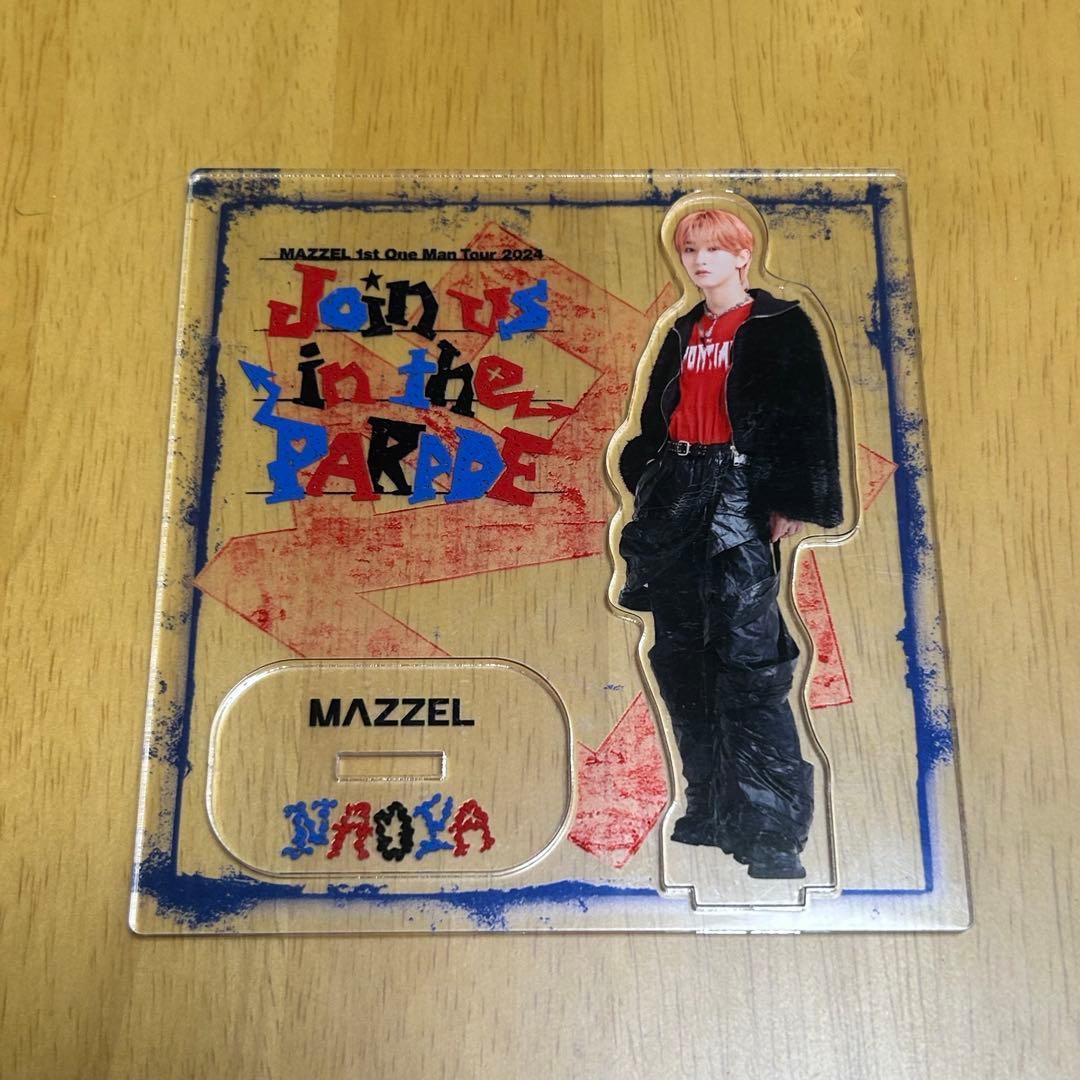 MAZZEL 1st One Man Tour 2024
Join us
in the
PARADE
MAZZEL
NAOYA